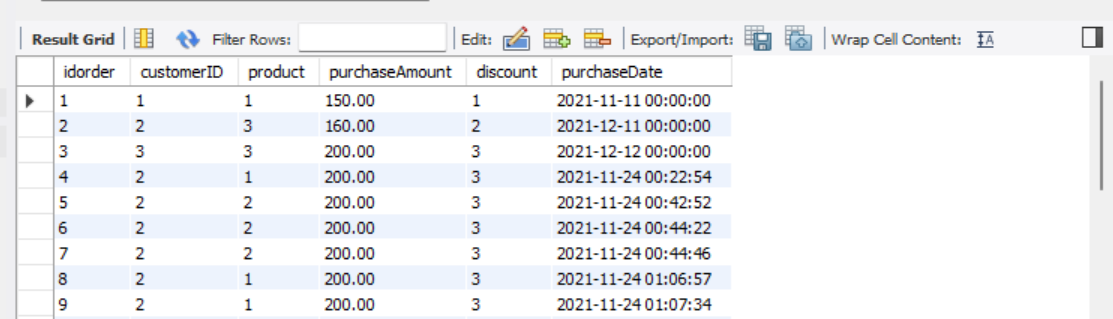 Result Grid Filter Rows: Edit: Export/Import: Wrap Cell Content: IA
idorder customerID product purchaseAmount discount purchaseDate
1 1 1 150.00 1 2021-11-11 00:00:00
2 2 3 160.00 2 2021-12-11 00:00:00
3 3 3 200.00 3 2021-12-12 00:00:00
4 2 1 200.00 3 2021-11-24 00:22:54
5 2 2 200.00 3 2021-11-24 00:42:52
6 2 2 200.00 3 2021-11-24 00:44:22
7 2 2 200.00 3 2021-11-24 00:44:46
8 2 1 200.00 3 2021-11-24 01:06:57
9 2 1 200.00 3 2021-11-24 01:07:34